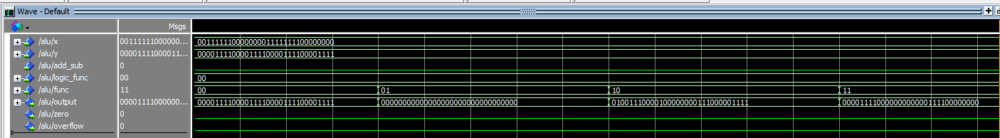 Wave - Default
Msgs
/alu/x 00111111000000... 00111111000000001111111100000000
/alu/y 00001111000011... 00001111000011110000111100001111
/alu/add_sub 0
/alu/logic_func 00 00
/alu/func 11 00 01 10 11
/alu/output 00001111000000... 00001111000011110000111100001111 00000000000000000000000000000000 01001110000100000000111000001111 00001111000000000000111100000000
/alu/zero 0
/alu/overflow 0